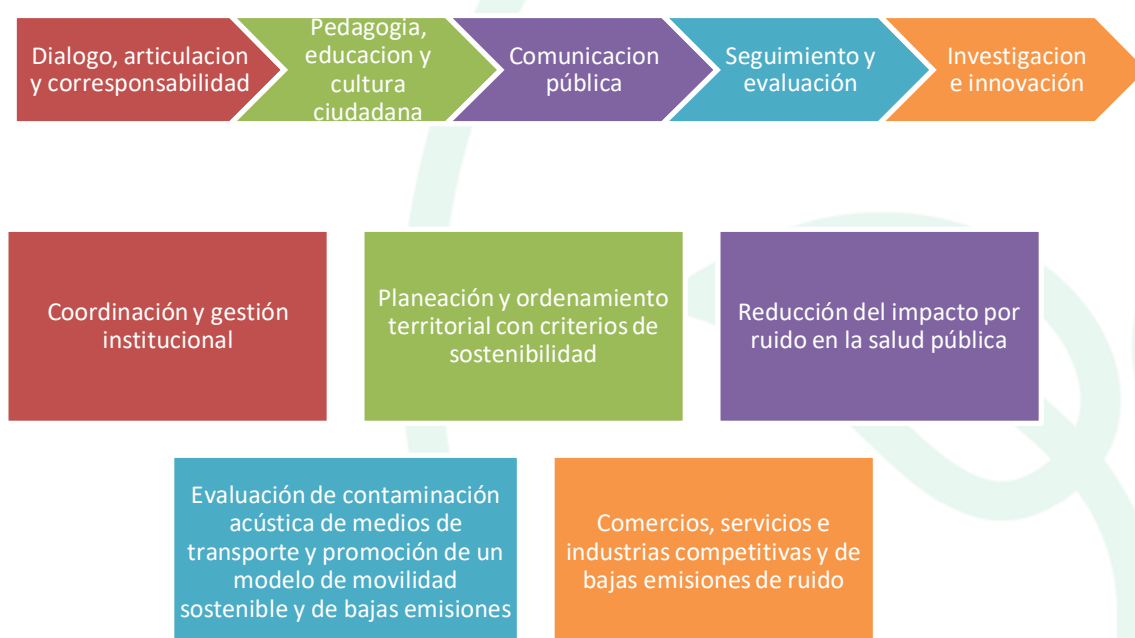 Dialogo, articulacion
y corresponsabilidad
Pedagogia,
educacion y
cultura
ciudadana
Comunicacion
pública
Seguimiento y
evaluación
Investigacion
e innovación
Coordinación y gestión
institucional
Planeación y ordenamiento
territorial con criterios de
sostenibilidad
Reducción del impacto por
ruido en la salud pública
Evaluación de contaminación
acústica de medios de
transporte y promoción de un
modelo de movilidad
sostenible y de bajas emisiones
Comercios, servicios e
industrias competitivas y de
bajas emisiones de ruido